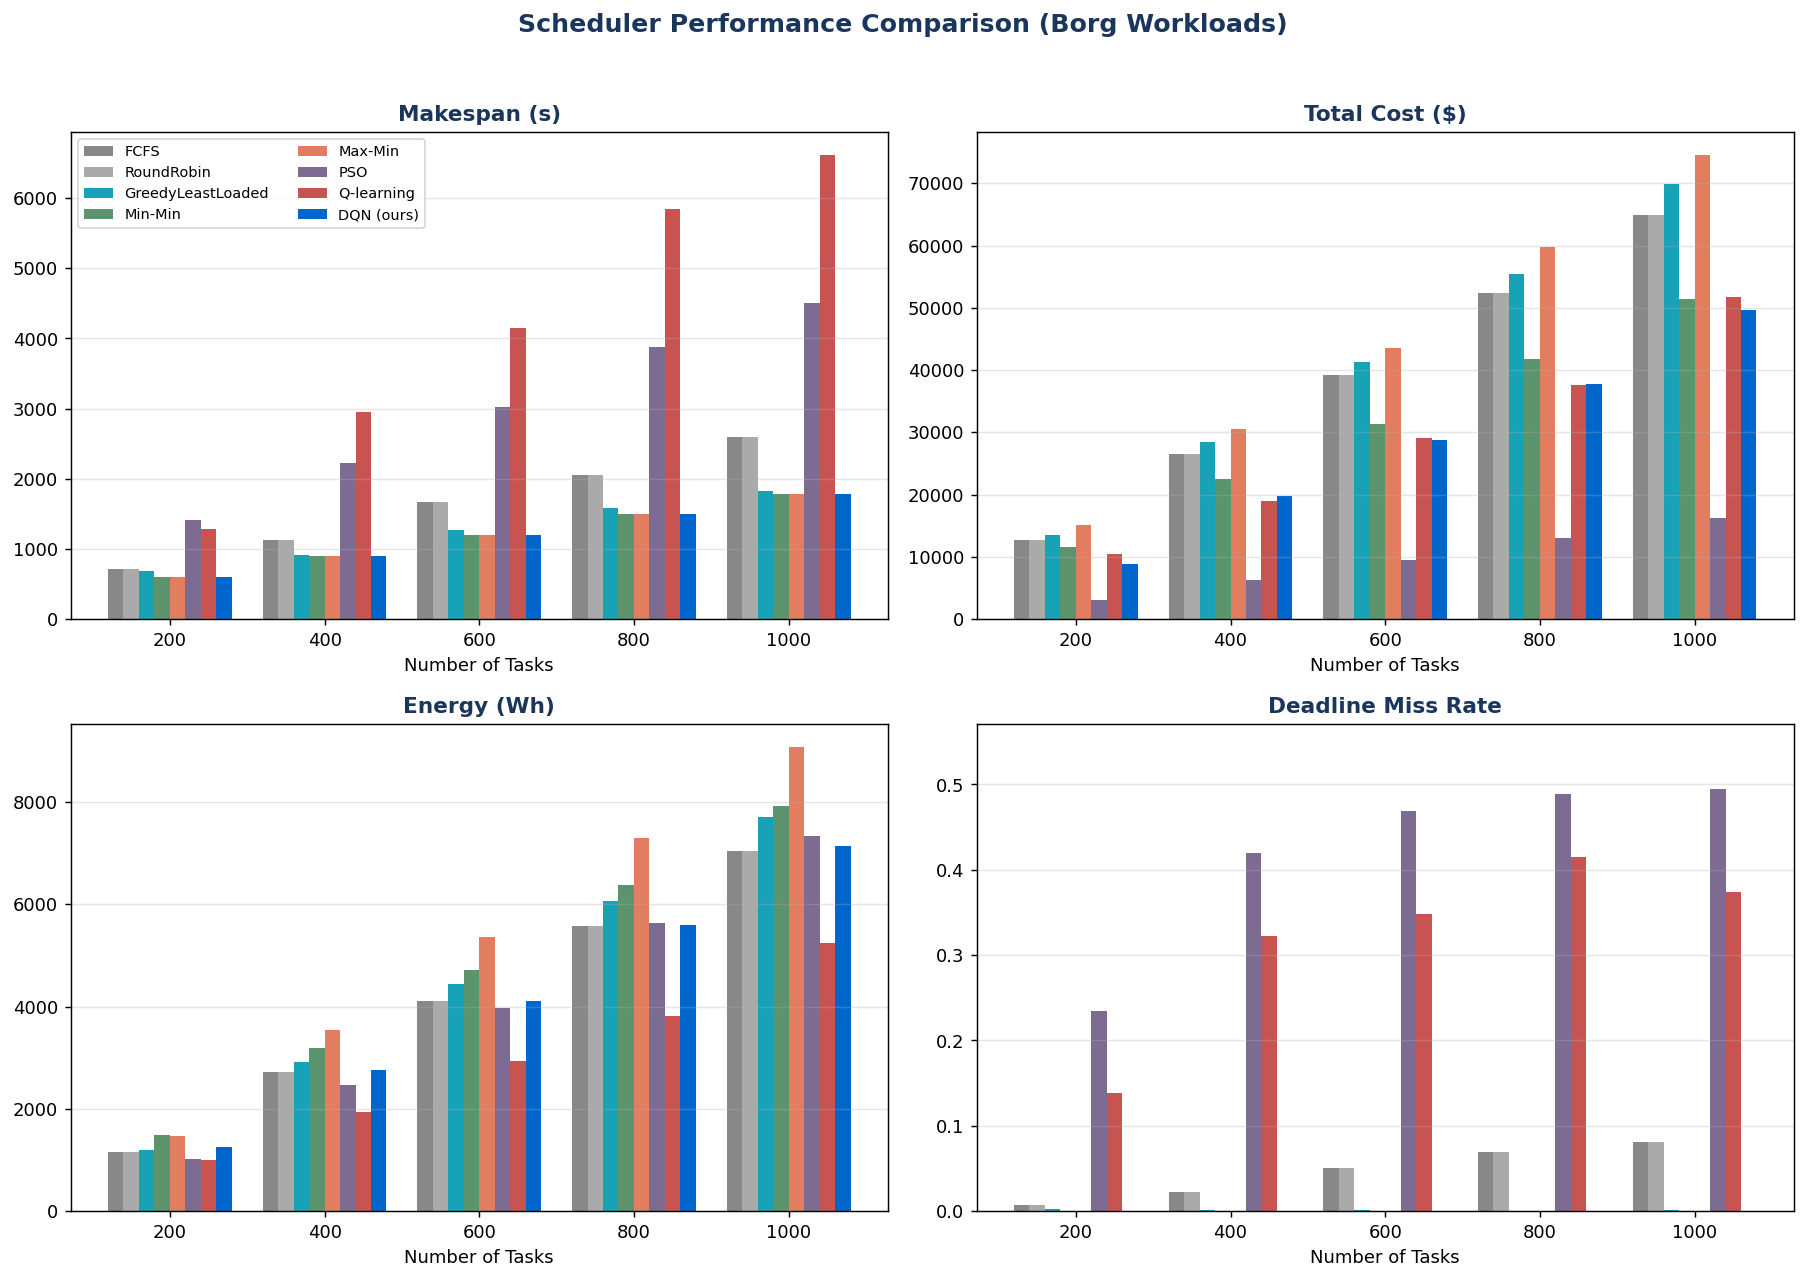 Scheduler Performance Comparison (Borg Workloads)
Makespan (s)
FCFS
RoundRobin
GreedyLeastLoaded
Min-Min
Max-Min
PSO
Q-learning
DQN (ours)
6000
5000
4000
3000
2000
1000
0
200 400 600 800 1000
Number of Tasks
Total Cost ($)
70000
60000
50000
40000
30000
20000
10000
0
200 400 600 800 1000
Number of Tasks
Energy (Wh)
8000
6000
4000
2000
0
200 400 600 800 1000
Number of Tasks
Deadline Miss Rate
0.5
0.4
0.3
0.2
0.1
0.0
200 400 600 800 1000
Number of Tasks